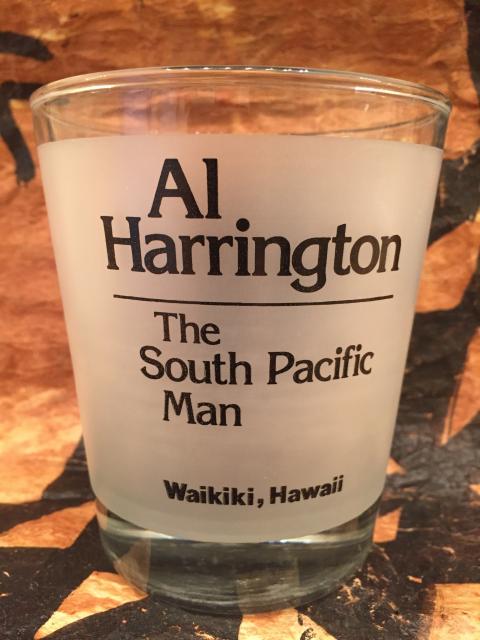 Al
Harrington
The
South Pacific
Man
Waikiki, Hawaii